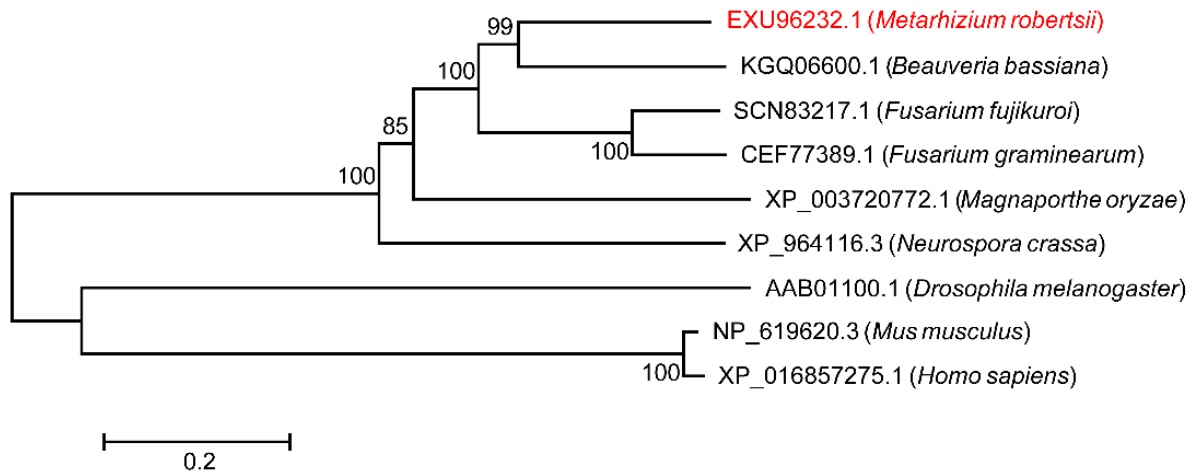 EXU96232.1 (Metarhizium robertsii)
99
KGQ06600.1 (Beauveria bassiana)
100
SCN83217.1 (Fusarium fujikuroi)
85
100
CEF77389.1 (Fusarium graminearum)
100
XP_003720772.1 (Magnaporthe oryzae)
XP_964116.3 (Neurospora crassa)
AAB01100.1 (Drosophila melanogaster)
NP_619620.3 (Mus musculus)
100
XP_016857275.1 (Homo sapiens)
0.2